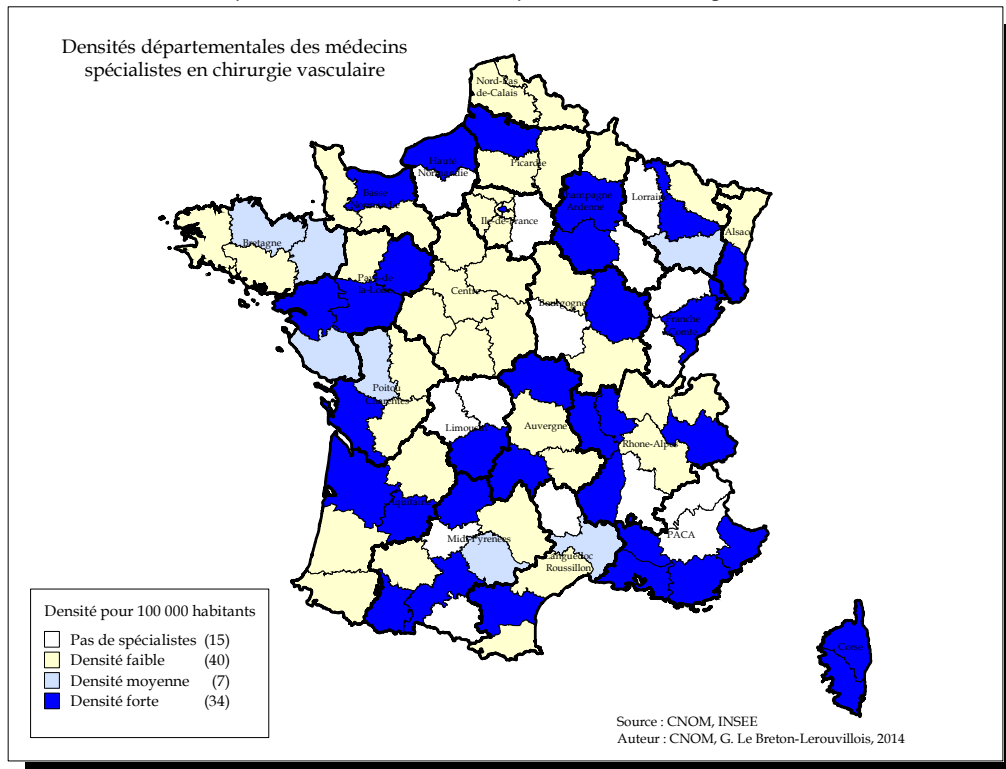 Densités départementales des médecins
spécialistes en chirurgie vasculaire
Nord-Pas
de-Calais
Haute
Normandie
Picardie
Basse
Ile-de-France
Champagne
Ardenne
Lorraine
Alsace
Bretagne
Pays-de
la-Loire
Centre
Bourgogne
Franche
Comté
Poitou
Charentes
Limousin
Auvergne
Rhone-Alpes
Aquitaine
Midi-Pyrenées
Languedoc
Roussillon
PACA
Corse
Densité pour 100 000 habitants
Pas de spécialistes (15)
Densité faible (40)
Densité moyenne (7)
Densité forte (34)
Source : CNOM, INSEE
Auteur : CNOM, G. Le Breton-Lerouvillois, 2014